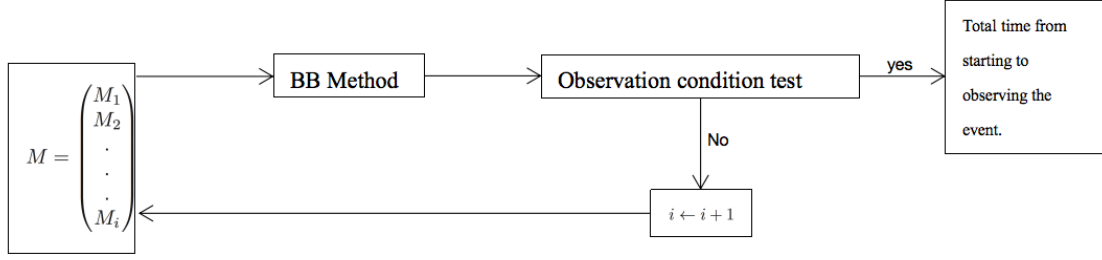 M =
M₁
M₂
.
.
.
Mᵢ
BB Method
Observation condition test
yes
Total time from
starting to
observing the
event.
No
i ← i + 1